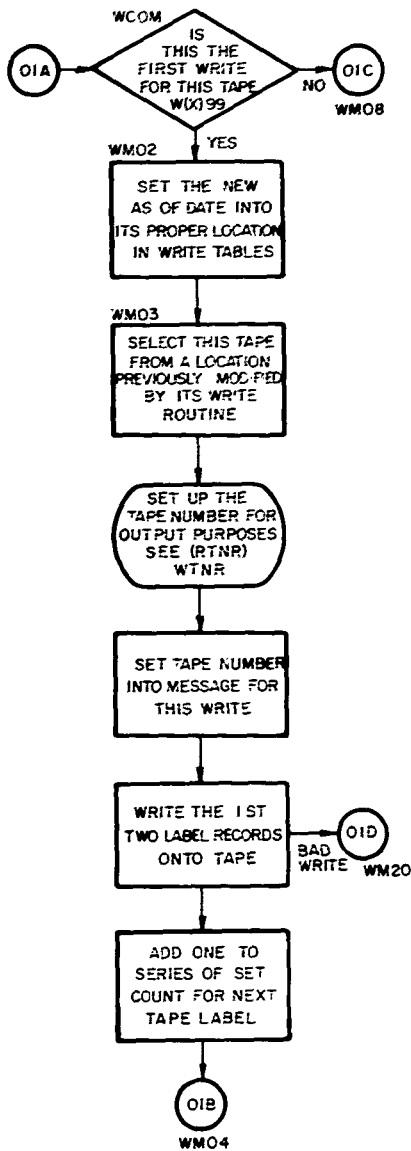 WCOM
IS
THIS THE
FIRST WRITE
FOR THIS TAPE
W(X)99
01A
01C
NO
WM08
YES
WM02
SET THE NEW
AS OF DATE INTO
ITS PROPER LOCATION
IN WRITE TABLES
WM03
SELECT THIS TAPE
FROM A LOCATION
PREVIOUSLY MODIFIED
BY ITS WRITE
ROUTINE
SET UP THE
TAPE NUMBER FOR
OUTPUT PURPOSES
SEE (RTNR)
WTNR
SET TAPE NUMBER
INTO MESSAGE FOR
THIS WRITE
WRITE THE 1ST
TWO LABEL RECORDS
ONTO TAPE
01D
BAD
WRITE
WM20
ADD ONE TO
SERIES OF SET
COUNT FOR NEXT
TAPE LABEL
01B
WM04